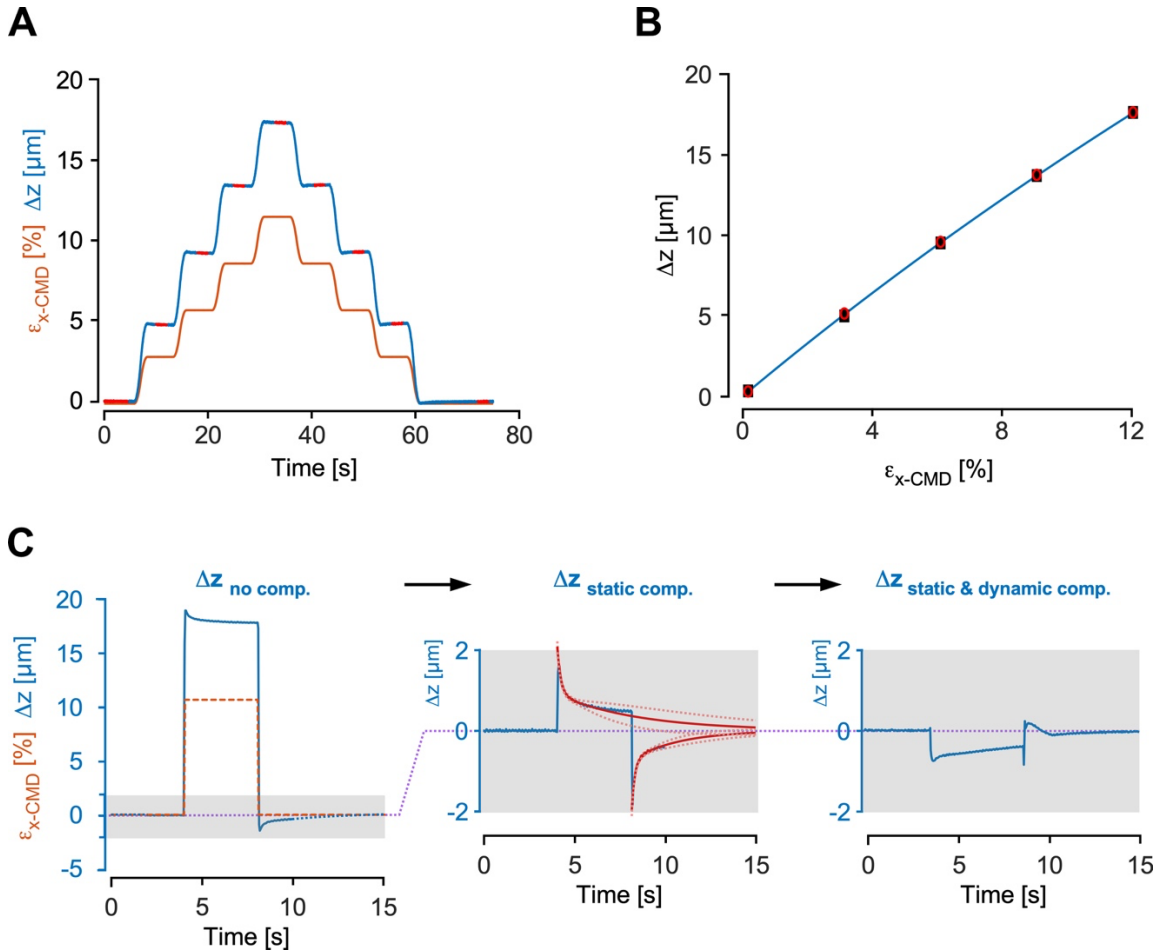 A
εx-CMD [%] Δz [µm]
20
15
10
5
0
0 20 40 60 80
Time [s]
B
Δz [µm]
20
15
10
5
0
0 4 8 12
εx-CMD [%]
C
Δz no comp.
εx-CMD [%] Δz [µm]
20
15
10
5
0
-5
0 5 10 15
Time [s]
Δz static comp.
Δz [µm]
2
0
-2
0 5 10 15
Time [s]
Δz static & dynamic comp.
Δz [µm]
2
0
-2
0 5 10 15
Time [s]